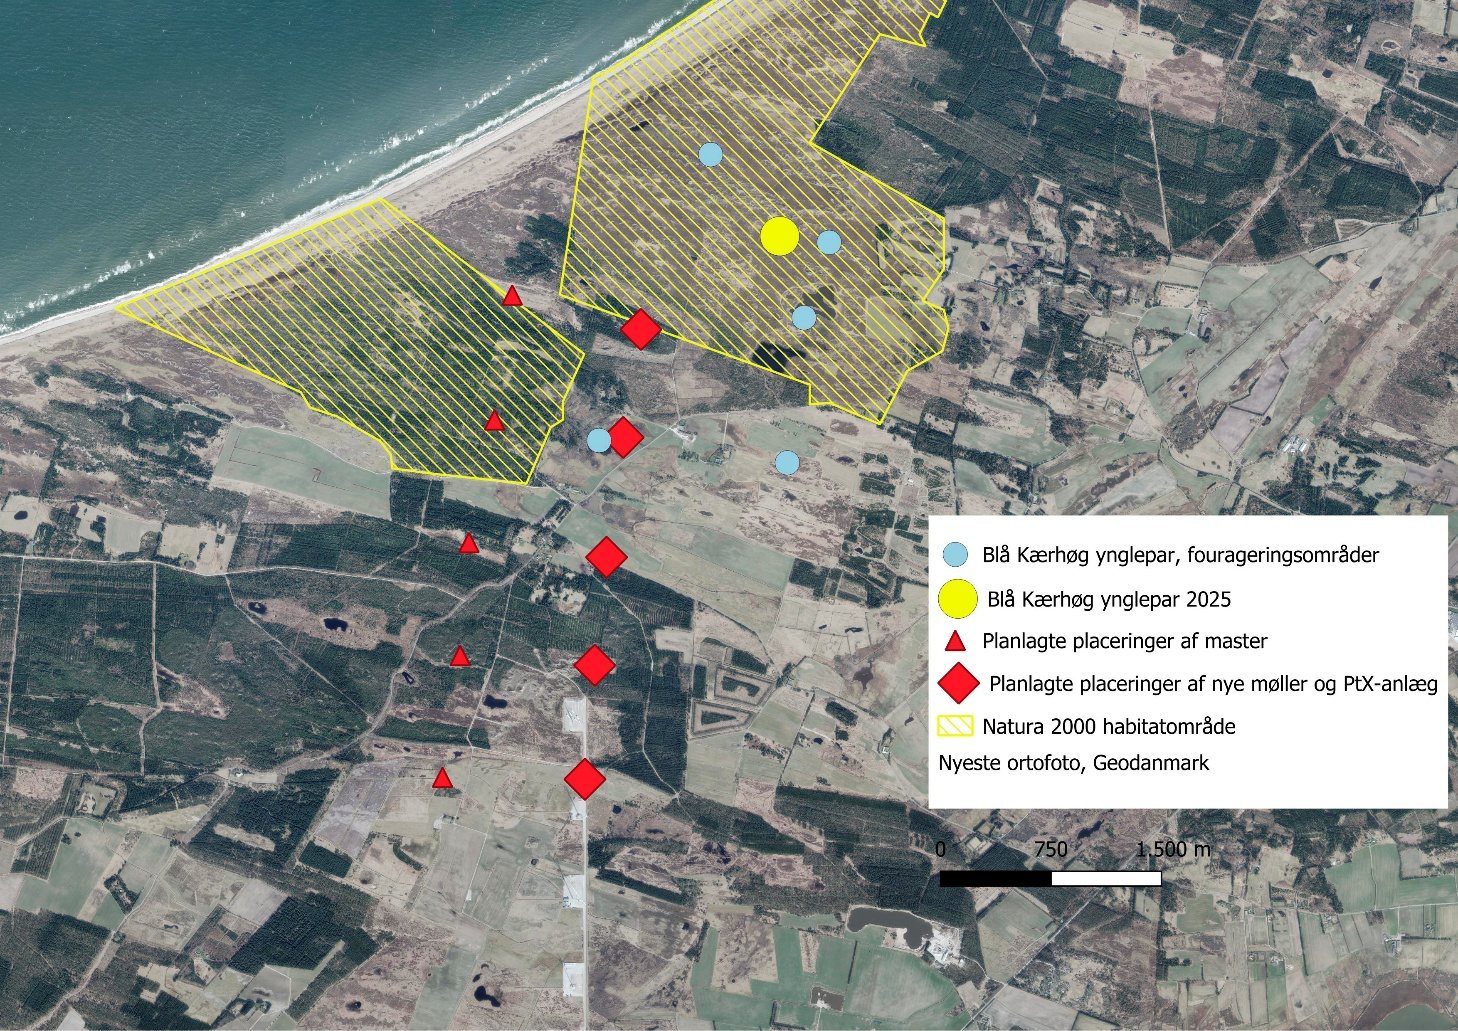 Blå Kærhøg ynglepar, fourageringsområder
Blå Kærhøg ynglepar 2025
Planlagte placeringer af master
Planlagte placeringer af nye møller og PtX-anlæg
Natura 2000 habitatområde
Nyeste ortofoto, Geodanmark
0 750 1.500 m